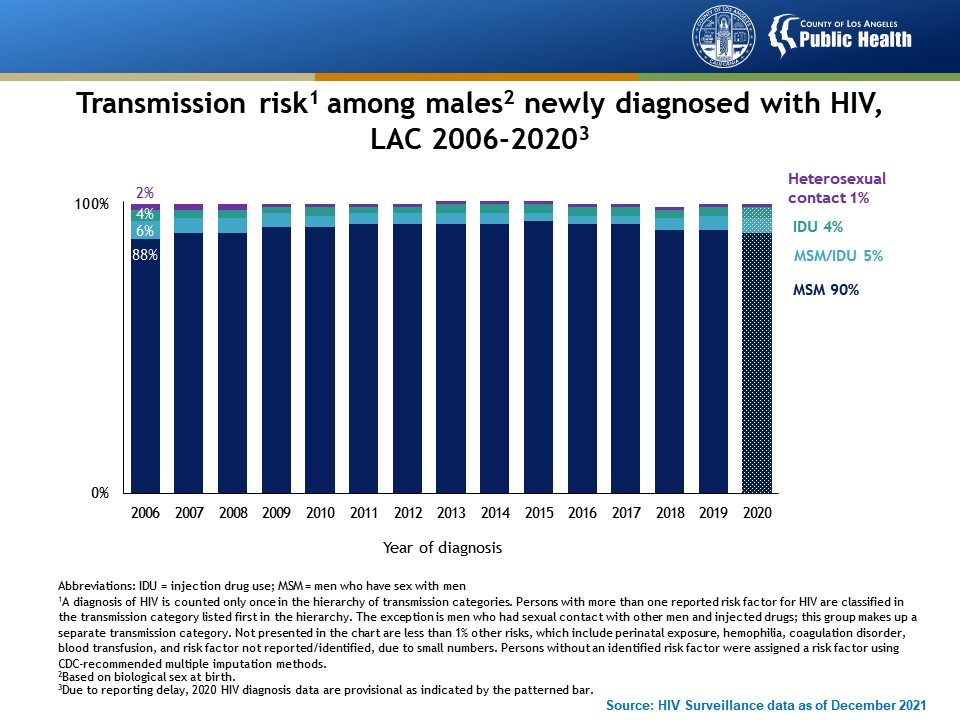 COUNTY OF LOS ANGELES
CALIFORNIA
COUNTY OF LOS ANGELES
Public Health
Transmission risk¹ among males² newly diagnosed with HIV,
LAC 2006-2020³
2%
100%
4%
6%
88%
0%
Heterosexual
contact 1%
IDU 4%
MSM/IDU 5%
MSM 90%
2006 2007 2008 2009 2010 2011 2012 2013 2014 2015 2016 2017 2018 2019 2020
Year of diagnosis
Abbreviations: IDU = injection drug use; MSM = men who have sex with men
¹A diagnosis of HIV is counted only once in the hierarchy of transmission categories. Persons with more than one reported risk factor for HIV are classified in
the transmission category listed first in the hierarchy. The exception is men who had sexual contact with other men and injected drugs; this group makes up a
separate transmission category. Not presented in the chart are less than 1% other risks, which include perinatal exposure, hemophilia, coagulation disorder,
blood transfusion, and risk factor not reported/identified, due to small numbers. Persons without an identified risk factor were assigned a risk factor using
CDC-recommended multiple imputation methods.
²Based on biological sex at birth.
³Due to reporting delay, 2020 HIV diagnosis data are provisional as indicated by the patterned bar.
Source: HIV Surveillance data as of December 2021